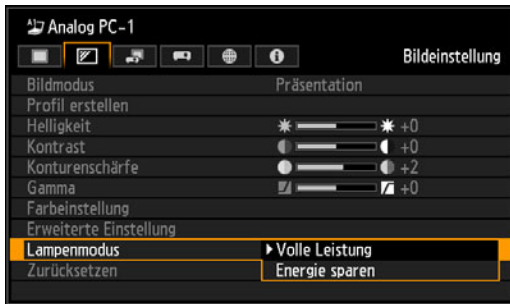 Analog PC-1
Bildeinstellung
Bildmodus Präsentation
Profil erstellen
Helligkeit +0
Kontrast +0
Konturenschärfe +2
Gamma +0
Farbeinstellung
Erweiterte Einstellung
Lampenmodus Volle Leistung
Zurücksetzen Energie sparen